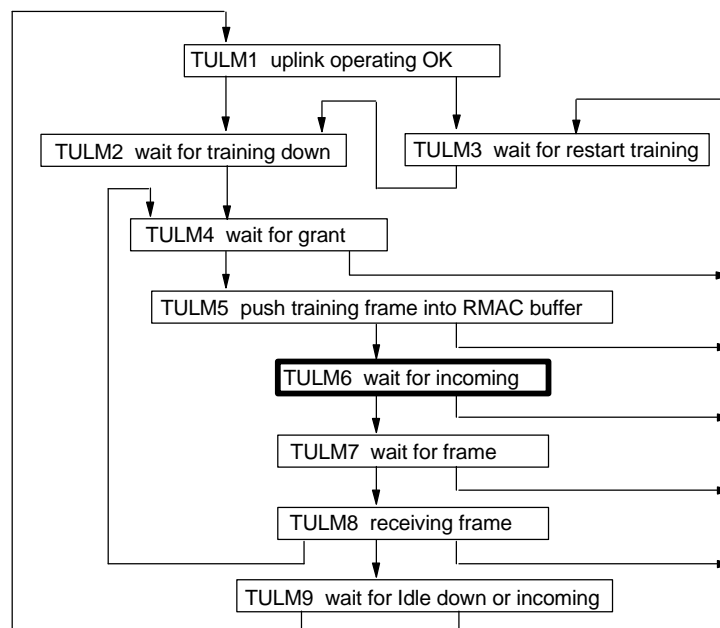 TULM1 uplink operating OK
TULM2 wait for training down
TULM3 wait for restart training
TULM4 wait for grant
TULM5 push training frame into RMAC buffer
TULM6 wait for incoming
TULM7 wait for frame
TULM8 receiving frame
TULM9 wait for Idle down or incoming